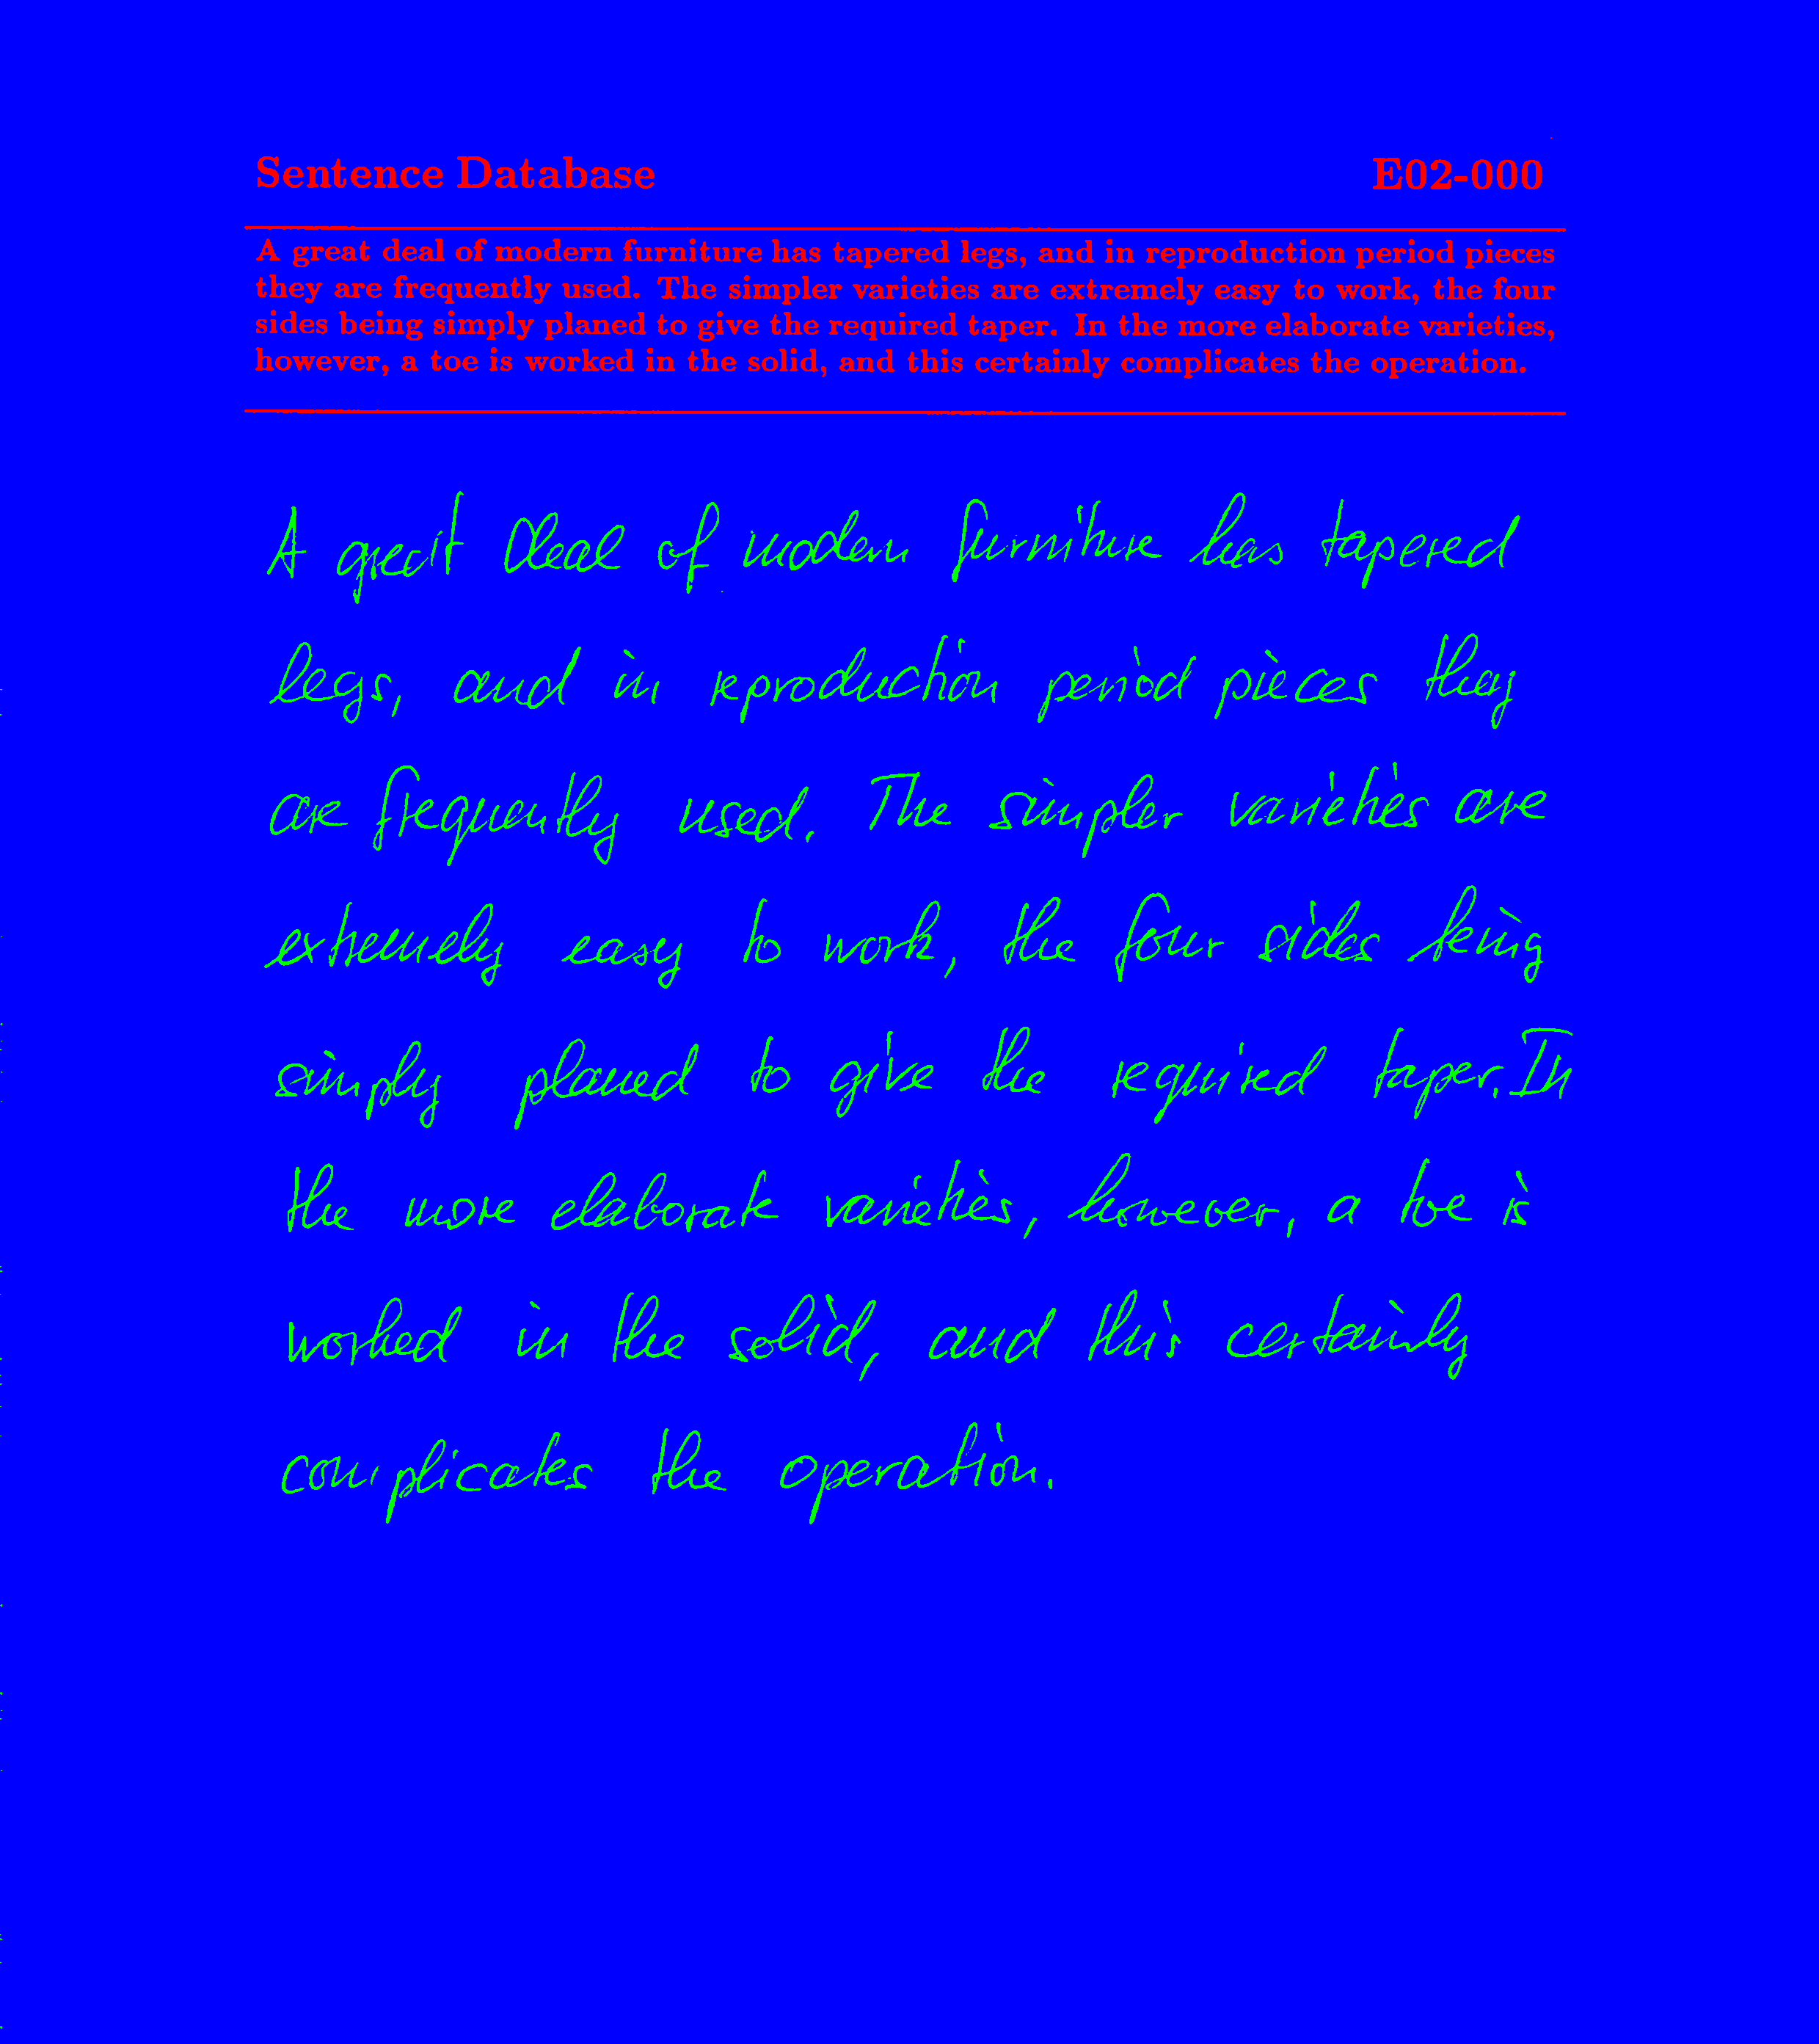 Sentence Database E02-000
A great deal of modern furniture has tapered legs, and in reproduction period pieces
they are frequently used. The simpler varieties are extremely easy to work, the four
sides being simply planed to give the required taper. In the more elaborate varieties,
however, a toe is worked in the solid, and this certainly complicates the operation.
A great deal of modern furniture has tapered
legs, and in reproduction period pieces they
are frequently used. The simpler varieties are
extremely easy to work, the four sides being
simply planed to give the required taper. In
the more elaborate varieties, however, a toe is
worked in the solid, and this certainly
complicates the operation.